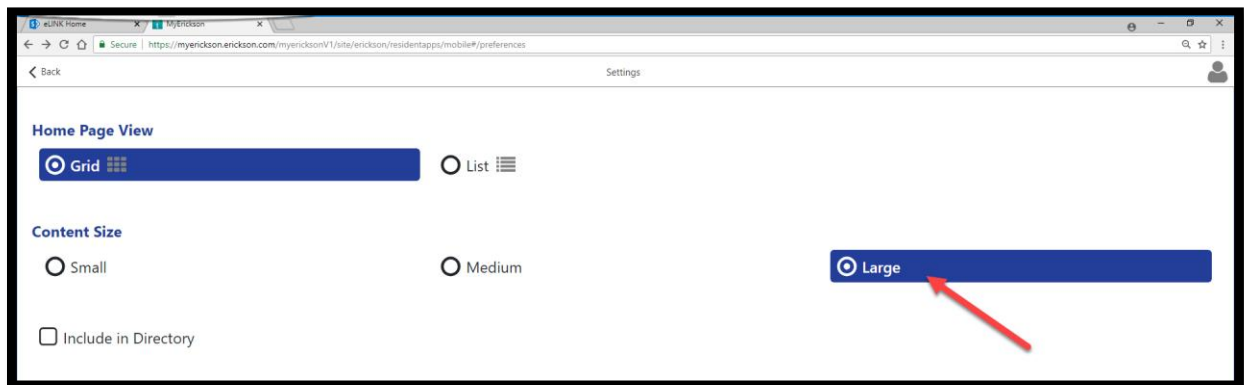 eLINK Home MyErickson
Secure https://myerickson.erickson.com/myericksonV1/site/erickson/residentapps/mobile#/preferences
Back Settings
Home Page View
Grid List
Content Size
Small Medium Large
Include in Directory